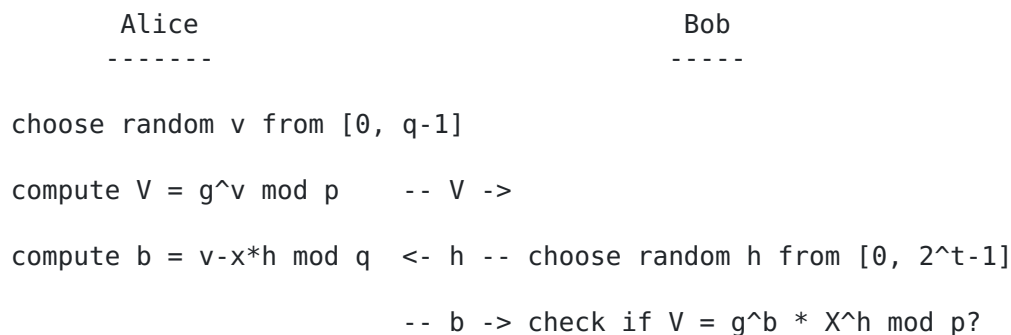 Alice Bob
------- -----
choose random v from [0, q-1]
compute V = g^v mod p -- V ->
compute b = v-x*h mod q <- h -- choose random h from [0, 2^t-1]
-- b -> check if V = g^b * X^h mod p?